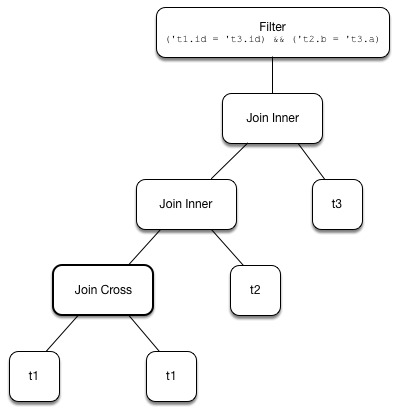 Filter
('t1.id = 't3.id) && ('t2.b = 't3.a)
Join Inner
Join Inner
t3
Join Cross
t2
t1
t1